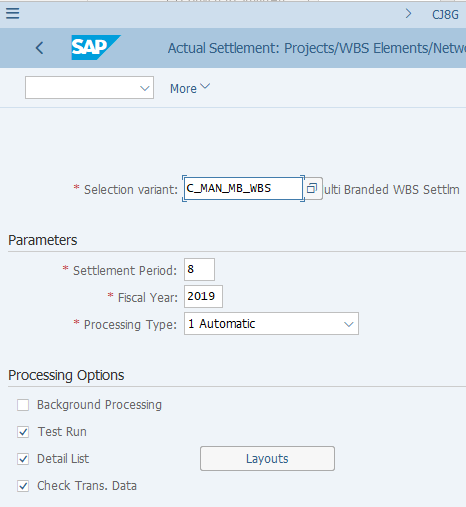 CJ8G
SAP Actual Settlement: Projects/WBS Elements/Netw
More
* Selection variant: C_MAN_MB_WBS ulti Branded WBS Settlm
Parameters
* Settlement Period: 8
* Fiscal Year: 2019
* Processing Type: 1 Automatic
Processing Options
Background Processing
Test Run
Detail List Layouts
Check Trans. Data